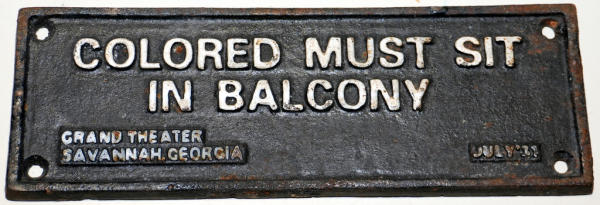 COLORED MUST SIT
IN BALCONY
GRAND THEATER
SAVANNAH, GEORGIA
JULY '31